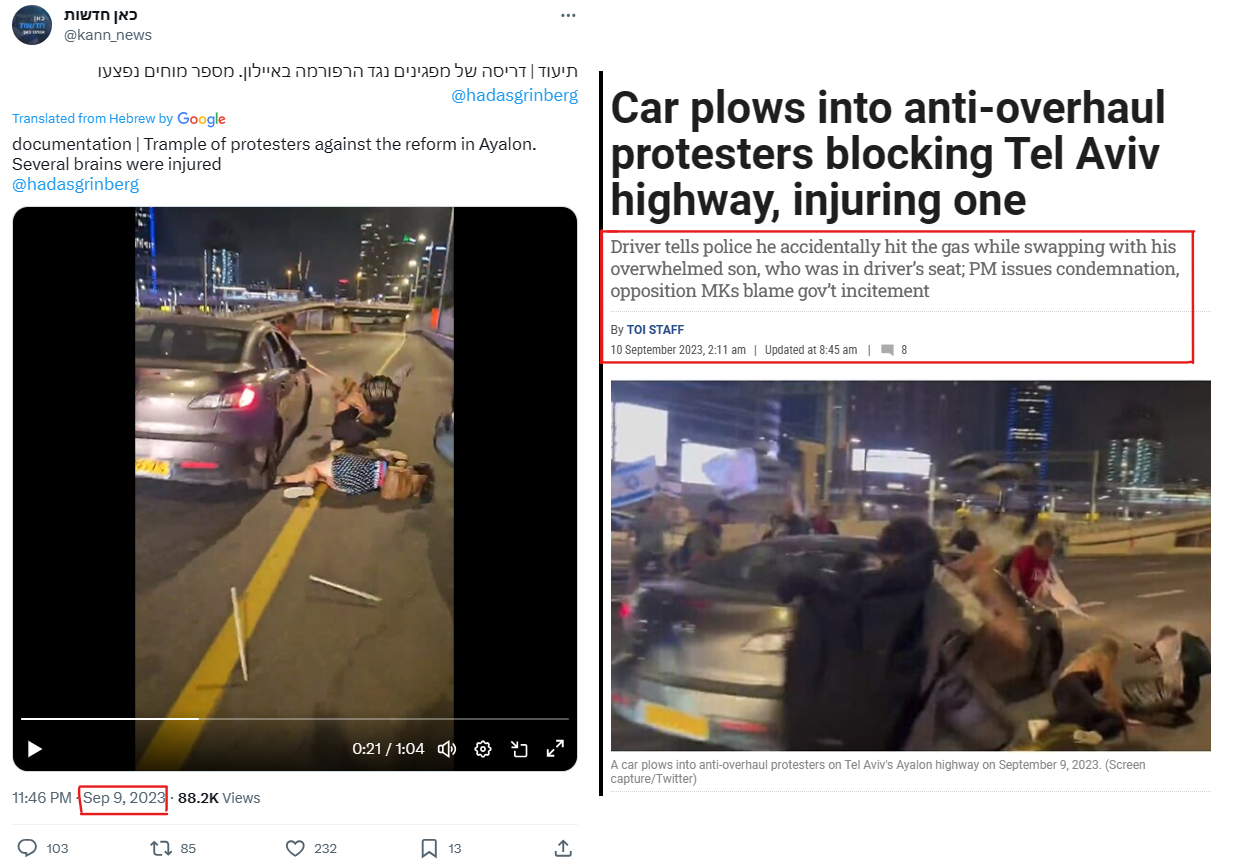 כאן חדשות
@kann_news
תיעוד | דריסה של מפגינים נגד הרפורמה באיילון. מספר מוחים נפצעו
@hadasgrinberg
Translated from Hebrew by Google
documentation | Trample of protesters against the reform in Ayalon.
Several brains were injured
@hadasgrinberg
0:21 / 1:04
11:46 PM · Sep 9, 2023 · 88.2K Views
103 85 232 13
Car plows into anti-overhaul
protesters blocking Tel Aviv
highway, injuring one
Driver tells police he accidentally hit the gas while swapping with his
overwhelmed son, who was in driver's seat; PM issues condemnation,
opposition MKs blame gov't incitement
By TOI STAFF
10 September 2023, 2:11 am | Updated at 8:45 am | 8
A car plows into anti-overhaul protesters on Tel Aviv's Ayalon highway on September 9, 2023. (Screen
capture/Twitter)